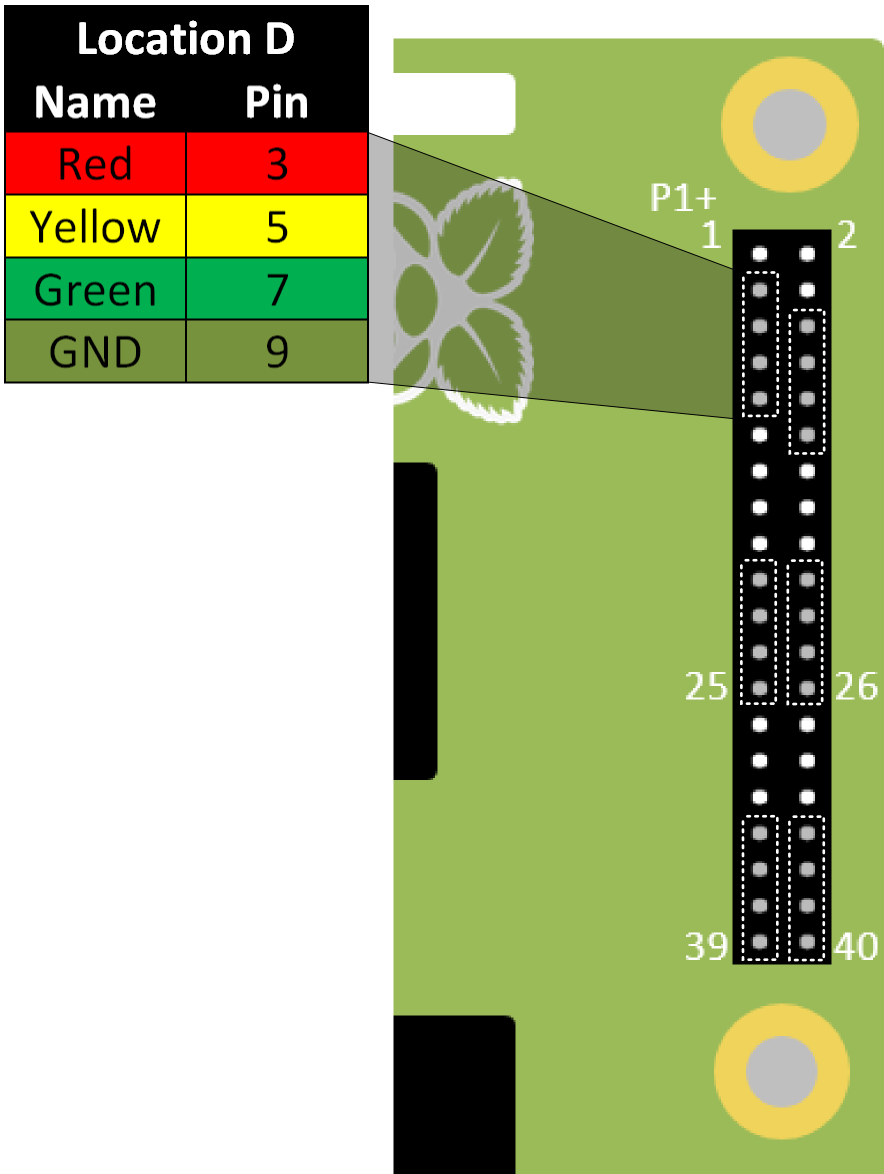 Location D
Name Pin
Red 3
Yellow 5
Green 7
GND 9
P1+
1 2
25 26
39 40